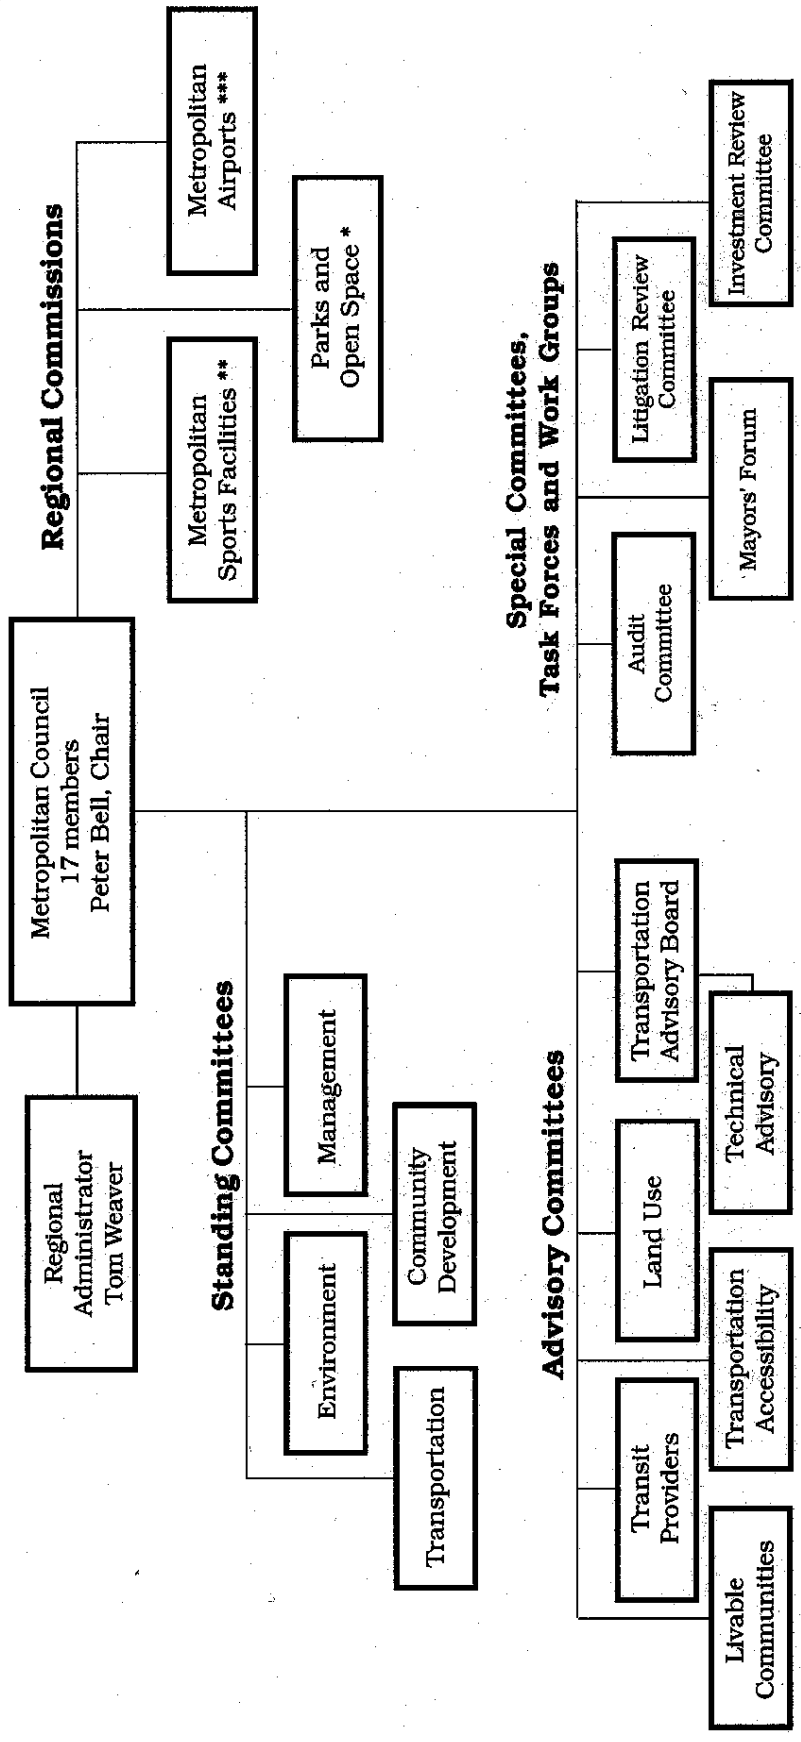 Metropolitan Council
17 members
Peter Bell, Chair
Regional
Administrator
Tom Weaver
Regional Commissions
Metropolitan
Sports Facilities **
Metropolitan
Airports ***
Parks and
Open Space *
Standing Committees
Environment
Management
Transportation
Community
Development
Advisory Committees
Transit
Providers
Land Use
Transportation
Advisory Board
Livable
Communities
Transportation
Accessibility
Technical
Advisory
Special Committees,
Task Forces and Work Groups
Audit
Committee
Litigation Review
Committee
Mayors' Forum
Investment Review
Committee